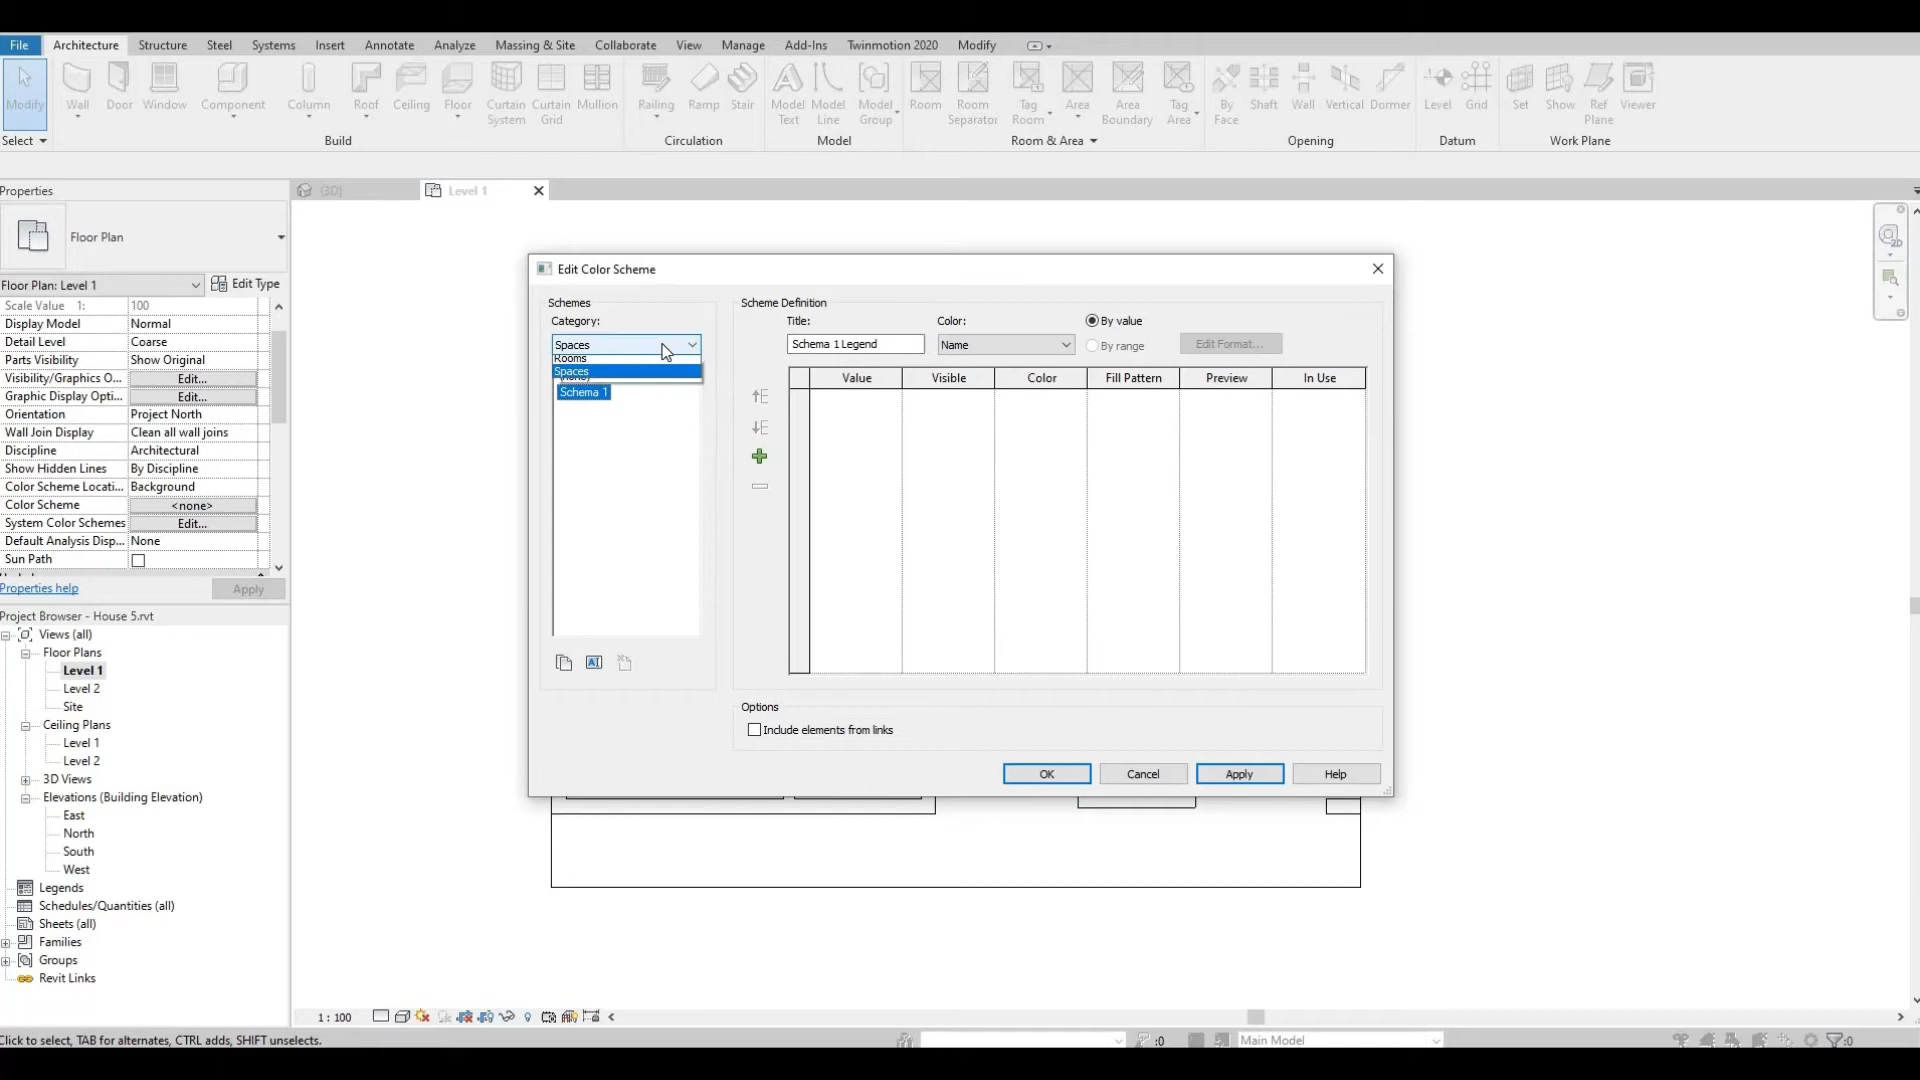 File Architecture Structure Steel Systems Insert Annotate Analyze Massing & Site Collaborate View Manage Add-Ins Twinmotion 2020 Modify
Modify Wall Door Window Component Column Roof Ceiling Floor Curtain System Curtain Grid Mullion Railing Ramp Stair Model Text Model Line Model Group Room Room Separator Tag Room Area Area Boundary Tag Area By Face Shaft Wall Vertical Dormer Level Grid Set Show Ref Plane Viewer
Select Build Circulation Model Room & Area Opening Datum Work Plane
Properties
(3D) Level 1
Floor Plan
Floor Plan: Level 1 Edit Type
Scale Value 1: 100
Display Model Normal
Detail Level Coarse
Parts Visibility Show Original
Visibility/Graphics O... Edit...
Graphic Display Opti... Edit...
Orientation Project North
Wall Join Display Clean all wall joins
Discipline Architectural
Show Hidden Lines By Discipline
Color Scheme Locati... Background
Color Scheme <none>
System Color Schemes Edit...
Default Analysis Disp... None
Sun Path
Properties help Apply
Project Browser - House 5.rvt
Views (all)
Floor Plans
Level 1
Level 2
Site
Ceiling Plans
Level 1
Level 2
3D Views
Elevations (Building Elevation)
East
North
South
West
Legends
Schedules/Quantities (all)
Sheets (all)
Families
Groups
Revit Links
Edit Color Scheme
Schemes
Category:
Spaces
Rooms
Spaces
Schema 1
Scheme Definition
Title: Color: By value
Schema 1 Legend Name By range Edit Format...
Value Visible Color Fill Pattern Preview In Use
Options
Include elements from links
OK Cancel Apply Help
1 : 100
Click to select, TAB for alternates, CTRL adds, SHIFT unselects.
:0 Main Model :0
2D